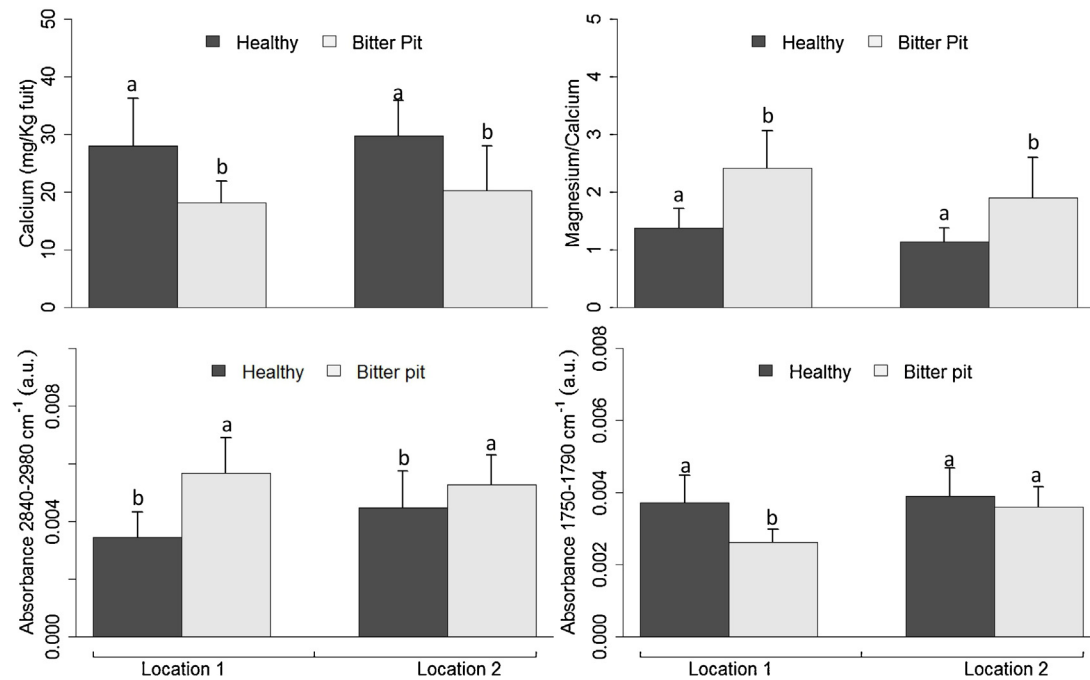 Calcium (mg/Kg fuit)
50
40
30
20
10
0
Healthy
Bitter Pit
a
b
a
b
Magnesium/Calcium
5
4
3
2
1
0
Healthy
Bitter Pit
a
b
a
b
Absorbance 2840-2980 cm⁻¹ (a.u.)
0.008
0.004
0.000
Healthy
Bitter pit
b
a
b
a
Location 1
Location 2
Absorbance 1750-1790 cm⁻¹ (a.u.)
0.008
0.006
0.004
0.002
0.000
Healthy
Bitter pit
a
b
a
a
Location 1
Location 2